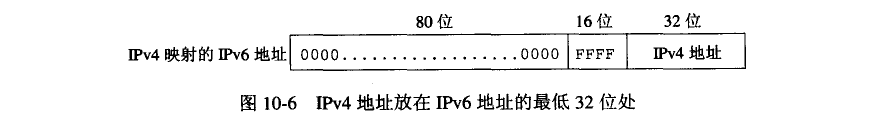 80 位 16 位 32 位
IPv4 映射的 IPv6 地址 0000..................0000 FFFF IPv4 地址
图 10-6 IPv4 地址放在 IPv6 地址的最低 32 位处